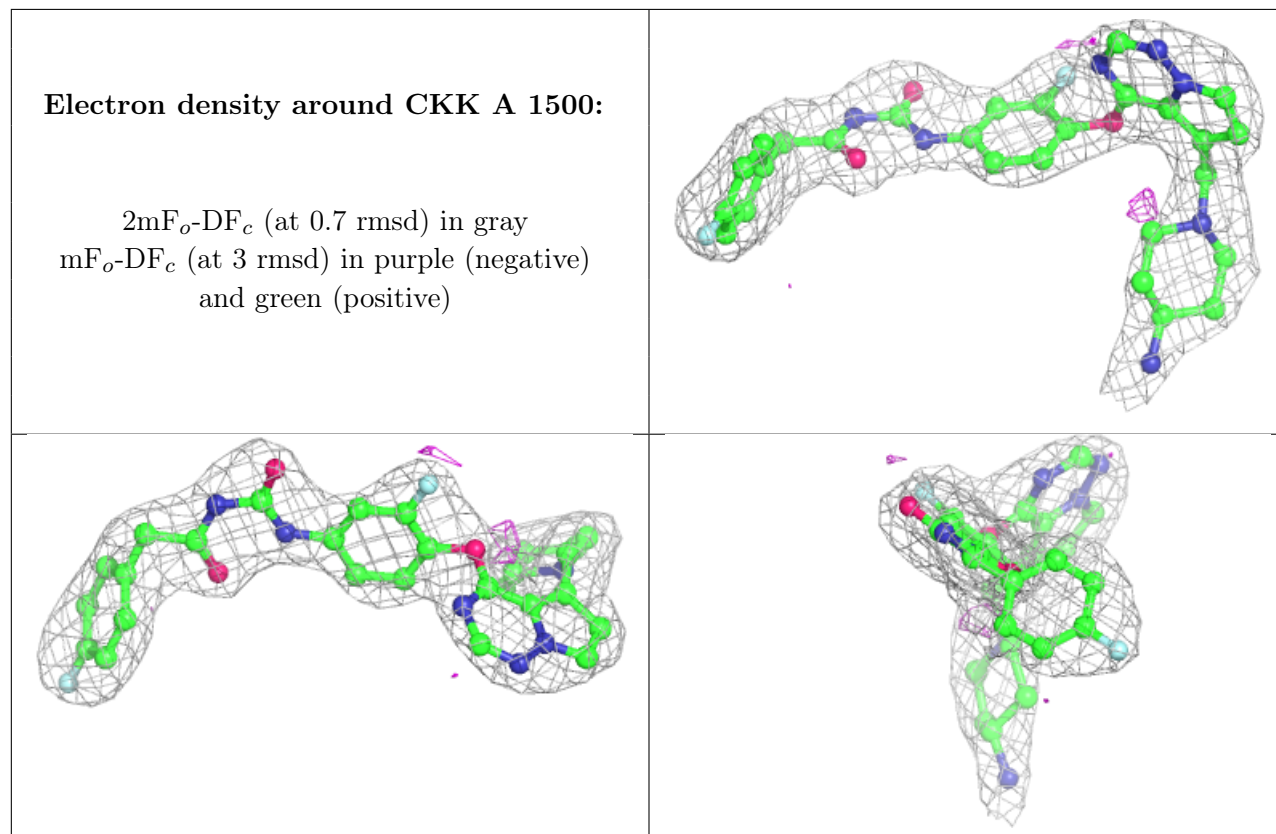 Electron density around CKK A 1500:
2mFₒ-DF𝒸 (at 0.7 rmsd) in gray
mFₒ-DF𝒸 (at 3 rmsd) in purple (negative)
and green (positive)